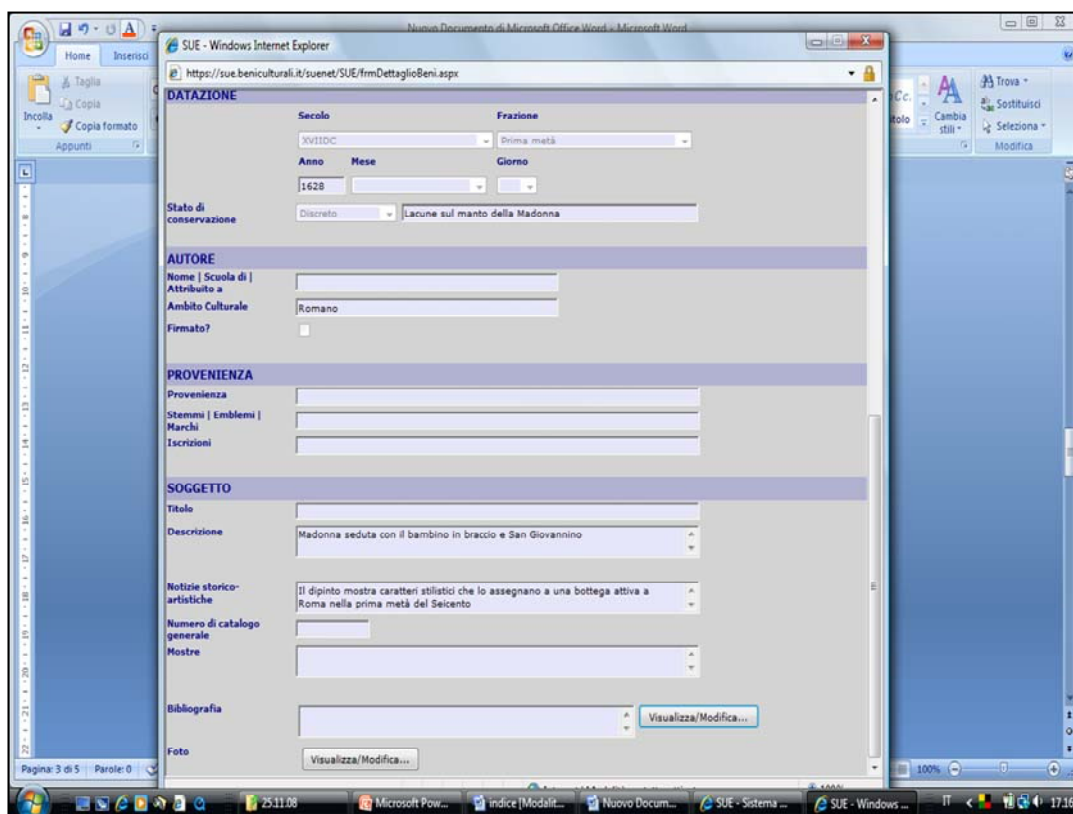 Nuovo Documento di Microsoft Office Word - Microsoft Word
Home Inserisci
Taglia
Copia
Incolla
Copia formato
Appunti
Cambia stili
Trova
Sostituisci
Seleziona
Modifica
SUE - Windows Internet Explorer
https://sue.beniculturali.it/suenet/SUE/frmDettaglioBeni.aspx
DATAZIONE
Secolo Frazione
XVIIDC Prima metà
Anno Mese Giorno
1628
Stato di conservazione Discreto Lacune sul manto della Madonna
AUTORE
Nome | Scuola di | Attribuito a
Ambito Culturale Romano
Firmato?
PROVENIENZA
Provenienza
Stemmi | Emblemi | Marchi
Iscrizioni
SOGGETTO
Titolo
Descrizione Madonna seduta con il bambino in braccio e San Giovannino
Notizie storico-artistiche Il dipinto mostra caratteri stilistici che lo assegnano a una bottega attiva a
Roma nella prima metà del Seicento
Numero di catalogo generale
Mostre
Bibliografia Visualizza/Modifica...
Foto Visualizza/Modifica...
Pagina: 3 di 5 Parole: 0
100%
25.11.08 Microsoft Pow... indice [Modalit... Nuovo Docum... SUE - Sistema ... SUE - Windows ... IT 17.16